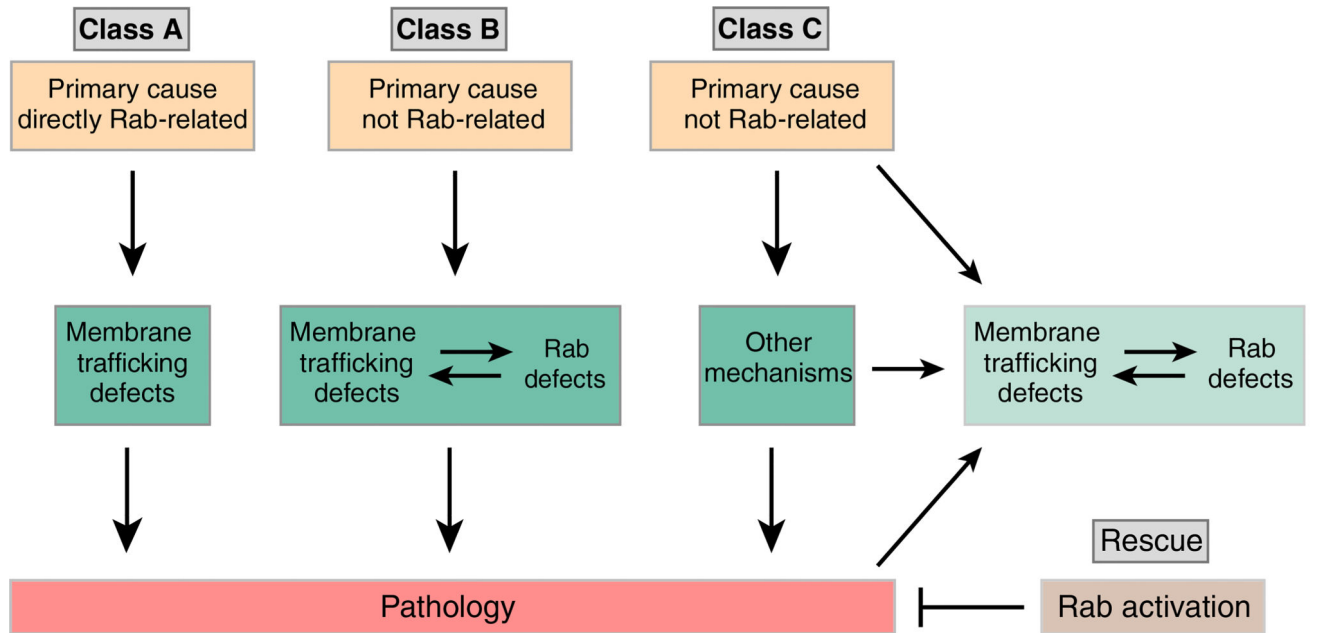 Class A
Class B
Class C
Primary cause
directly Rab-related
Primary cause
not Rab-related
Primary cause
not Rab-related
Membrane
trafficking
defects
Membrane
trafficking
defects
Rab
defects
Other
mechanisms
Membrane
trafficking
defects
Rab
defects
Rescue
Pathology
Rab activation